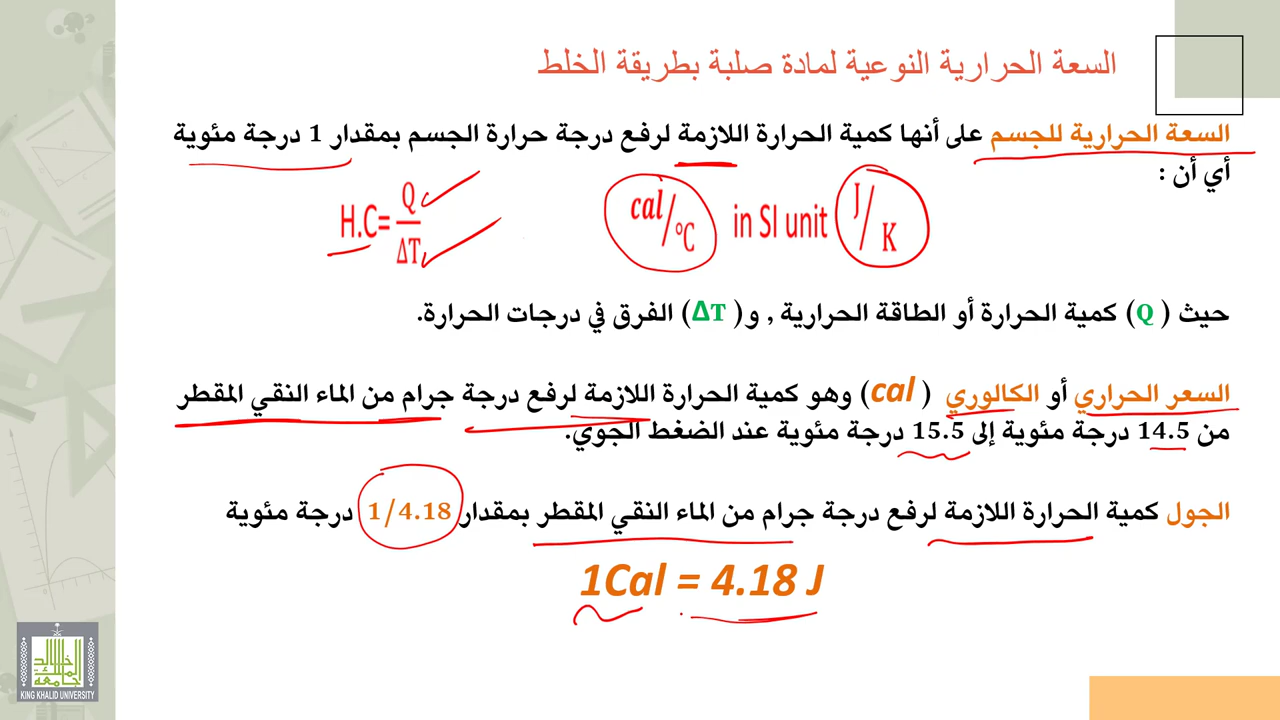 السعة الحرارية النوعية لمادة صلبة بطريقة الخلط
السعة الحرارية للجسم على أنها كمية الحرارة اللازمة لرفع درجة حرارة الجسم بمقدار 1 درجة مئوية
أي أن :
H.C= Q/ΔT cal/°C in SI unit J/K
حيث (Q) كمية الحرارة أو الطاقة الحرارية , و(ΔT) الفرق في درجات الحرارة.
السعر الحراري أو الكالوري (cal) وهو كمية الحرارة اللازمة لرفع درجة جرام من الماء النقي المقطر
من 14.5 درجة مئوية إلى 15.5 درجة مئوية عند الضغط الجوي.
الجول كمية الحرارة اللازمة لرفع درجة جرام من الماء النقي المقطر بمقدار 1/4.18 درجة مئوية
1Cal = 4.18 J
جامعة الملك خالد
KING KHALID UNIVERSITY